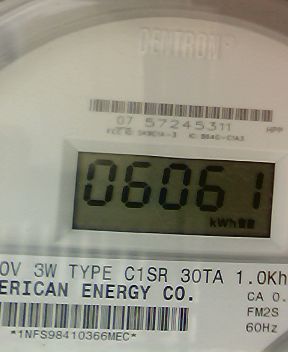 CENTRON®
07 57245311
HPP
06061
kWh
0V 3W TYPE C1SR 30TA 1.0Kh
ERICAN ENERGY CO.
CA 0.
FM2S
60Hz
*1NFS98410366MEC*